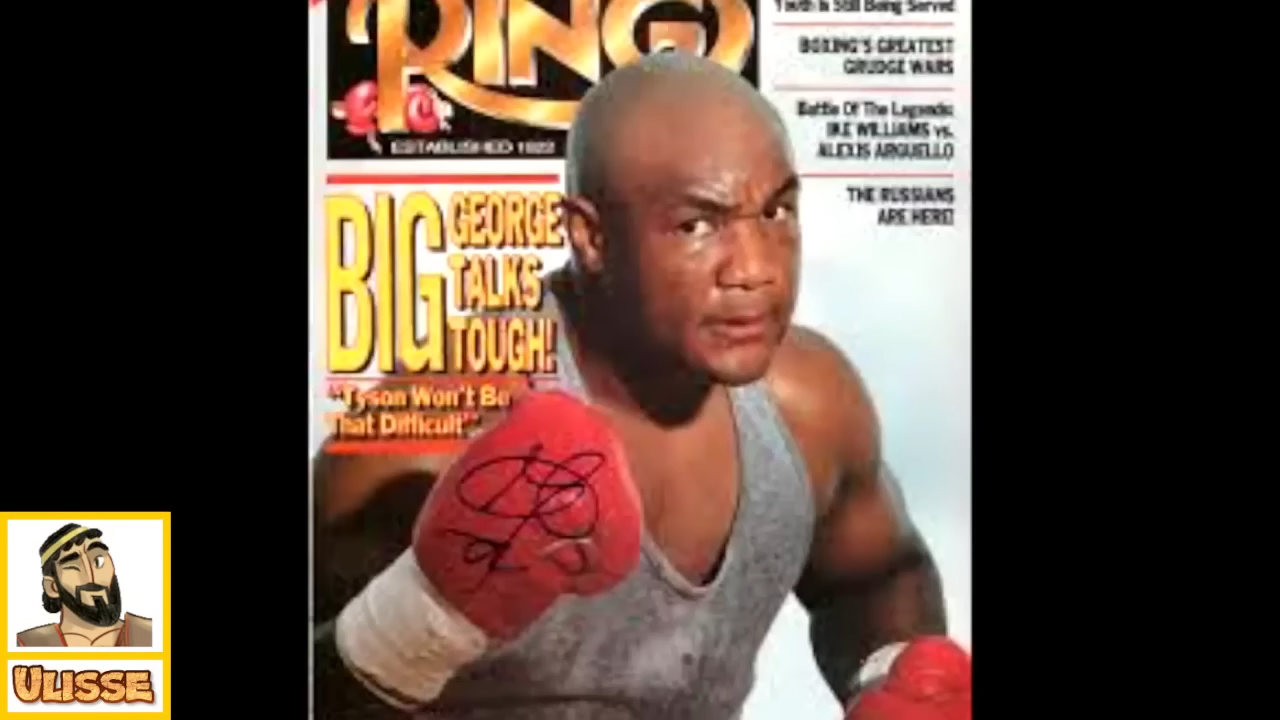 RING
ESTABLISHED 1922
Youth Is Still Being Served
BOXING'S GREATEST
GRUDGE WARS
Battle Of The Legends:
IKE WILLIAMS vs.
ALEXIS ARGUELLO
THE RUSSIANS
ARE HERE!
BIG GEORGE
TALKS
TOUGH!
"Tyson Won't Be
That Difficult"
ULISSE